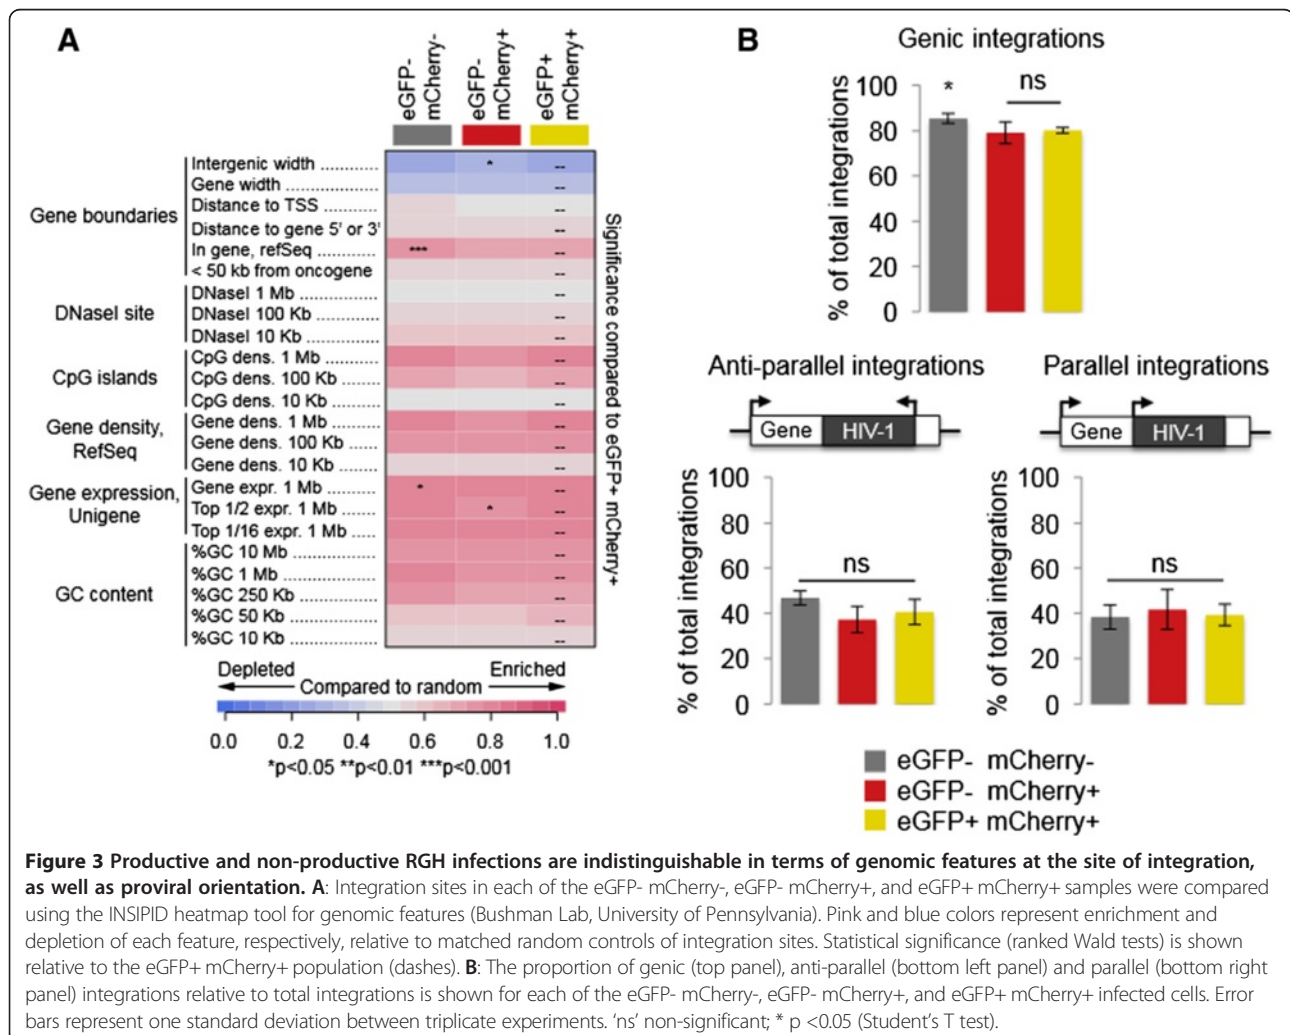 A
eGFP-
mCherry-
eGFP-
mCherry+
eGFP+
mCherry+
Gene boundaries
Intergenic width ............ * --
Gene width .................. --
Distance to TSS ........... --
Distance to gene 5' or 3' --
In gene, refSeq ............ *** --
< 50 kb from oncogene --
DNaseI site
DNaseI 1 Mb ................ --
DNaseI 100 Kb ............ --
DNaseI 10 Kb .............. --
CpG islands
CpG dens. 1 Mb .......... --
CpG dens. 100 Kb ...... --
CpG dens. 10 Kb ........ --
Gene density,
RefSeq
Gene dens. 1 Mb ........ --
Gene dens. 100 Kb ..... --
Gene dens. 10 Kb ....... --
Gene expression,
Unigene
Gene expr. 1 Mb ......... * --
Top 1/2 expr. 1 Mb ...... * --
Top 1/16 expr. 1 Mb ..... --
GC content
%GC 10 Mb ................ --
%GC 1 Mb .................. --
%GC 250 Kb ............... --
%GC 50 Kb ................. --
%GC 10 Kb ................. --
Significance compared to eGFP+ mCherry+
Depleted Enriched
Compared to random
0.0 0.2 0.4 0.6 0.8 1.0
*p<0.05 **p<0.01 ***p<0.001
B
Genic integrations
% of total integrations
100
80
60
40
20
0
* ns
Anti-parallel integrations
Gene HIV-1
% of total integrations
100
80
60
40
20
0
ns
Parallel integrations
Gene HIV-1
% of total integrations
100
80
60
40
20
0
ns
eGFP- mCherry-
eGFP- mCherry+
eGFP+ mCherry+
Figure 3 Productive and non-productive RGH infections are indistinguishable in terms of genomic features at the site of integration,
as well as proviral orientation. A: Integration sites in each of the eGFP- mCherry-, eGFP- mCherry+, and eGFP+ mCherry+ samples were compared
using the INSIPID heatmap tool for genomic features (Bushman Lab, University of Pennsylvania). Pink and blue colors represent enrichment and
depletion of each feature, respectively, relative to matched random controls of integration sites. Statistical significance (ranked Wald tests) is shown
relative to the eGFP+ mCherry+ population (dashes). B: The proportion of genic (top panel), anti-parallel (bottom left panel) and parallel (bottom right
panel) integrations relative to total integrations is shown for each of the eGFP- mCherry-, eGFP- mCherry+, and eGFP+ mCherry+ infected cells. Error
bars represent one standard deviation between triplicate experiments. 'ns' non-significant; * p <0.05 (Student's T test).